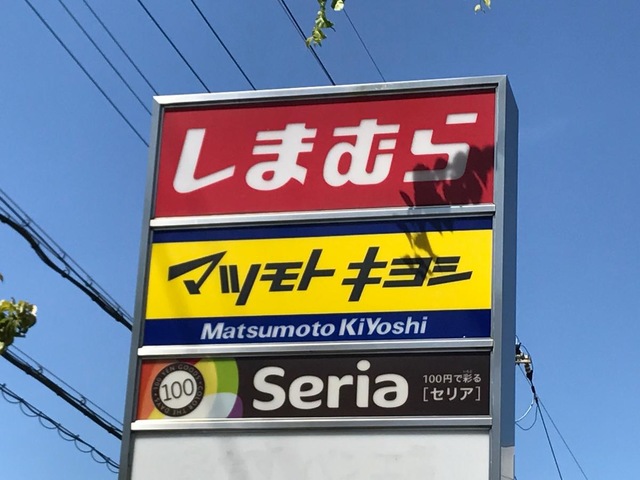 しまむら
マツモトキヨシ
Matsumoto KiYoshi
100
Seria
100円で彩る
[セリア]